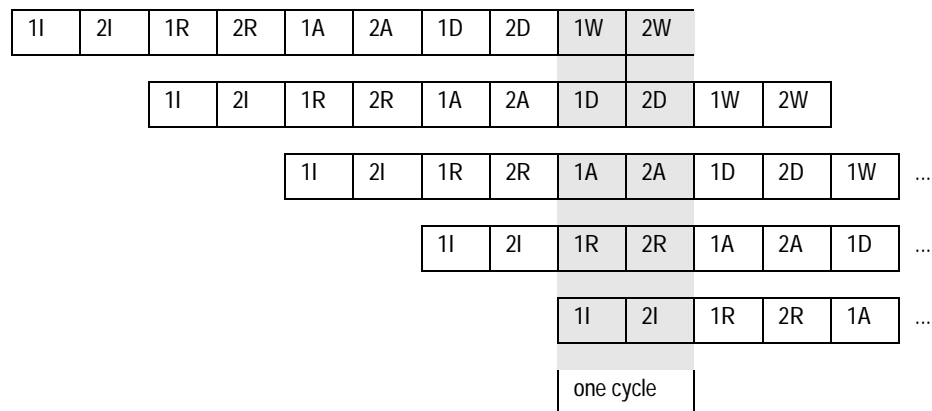 1I 2I 1R 2R 1A 2A 1D 2D 1W 2W
1I 2I 1R 2R 1A 2A 1D 2D 1W 2W
1I 2I 1R 2R 1A 2A 1D 2D 1W ...
1I 2I 1R 2R 1A 2A 1D ...
1I 2I 1R 2R 1A ...
one cycle